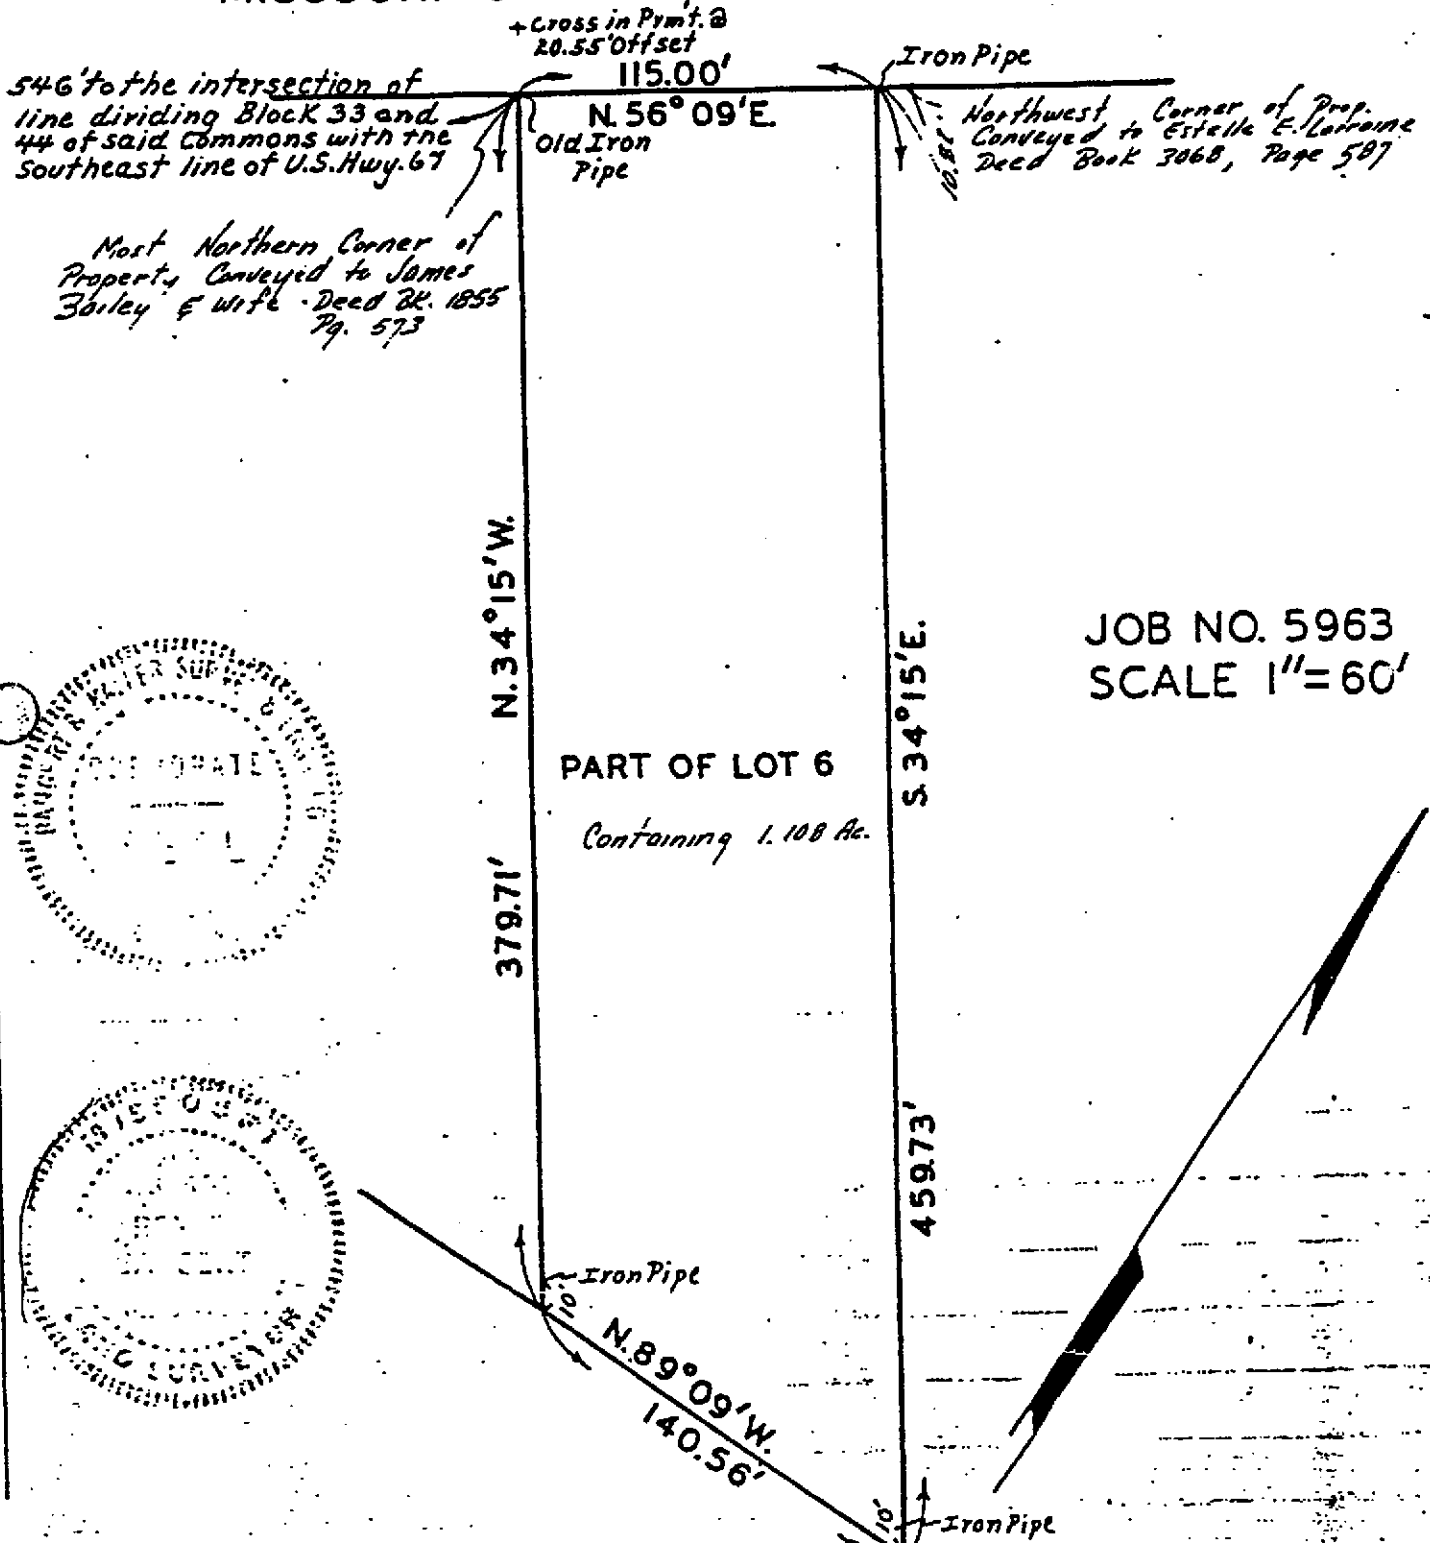 + Cross in Pvm't. @
20.55' Offset
115.00'
N. 56° 09' E.
Iron Pipe
546' to the intersection of
line dividing Block 33 and
44 of said Commons with the
Southeast line of U.S. Hwy. 67
Old Iron
Pipe
10.81'
Northwest Corner of Prop.
Conveyed to Estelle E. Lorraine
Deed Book 3068, Page 587
Most Northern Corner of
Property Conveyed to James
Bailey & Wife - Deed Bk. 1855
Pg. 573
N. 34° 15' W.
379.71'
S. 34° 15' E.
459.73'
JOB NO. 5963
SCALE 1" = 60'
PART OF LOT 6
Containing 1.108 Ac.
CORPORATE
MISSOURI
LAND SURVEYOR
Iron Pipe
10'
N. 89° 09' W.
140.56'
10'
Iron Pipe